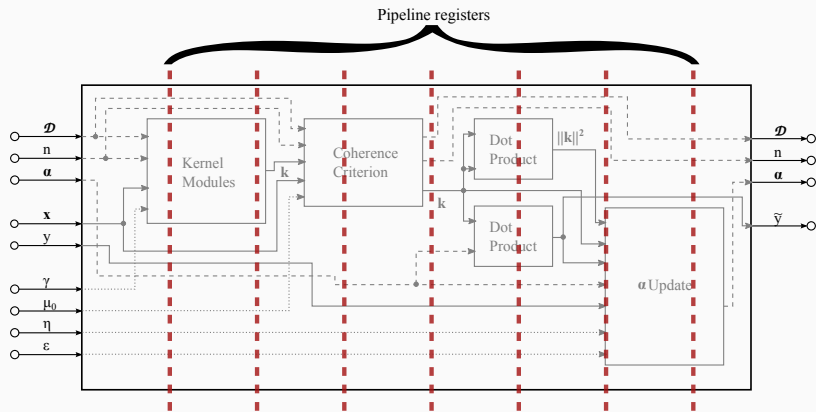 Pipeline registers
𝓓
n
α
x
y
γ
μ₀
η
ε
Kernel
Modules
k
Coherence
Criterion
k
Dot
Product
||k||²
Dot
Product
α Update
𝓓
n
α
ỹ